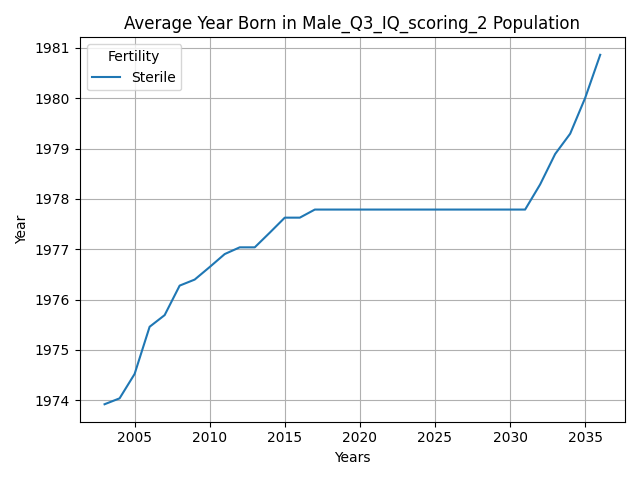 Average Year Born in Male_Q3_IQ_scoring_2 Population
Fertility
Sterile
Year
1981
1980
1979
1978
1977
1976
1975
1974
2005 2010 2015 2020 2025 2030 2035
Years